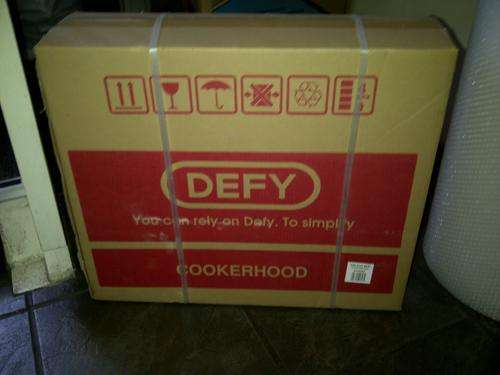 DEFY
You can rely on Defy. To simplify
COOKERHOOD